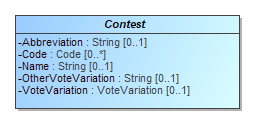 Contest
-Abbreviation : String [0..1]
-Code : Code [0..*]
-Name : String [0..1]
-OtherVoteVariation : String [0..1]
-VoteVariation : VoteVariation [0..1]